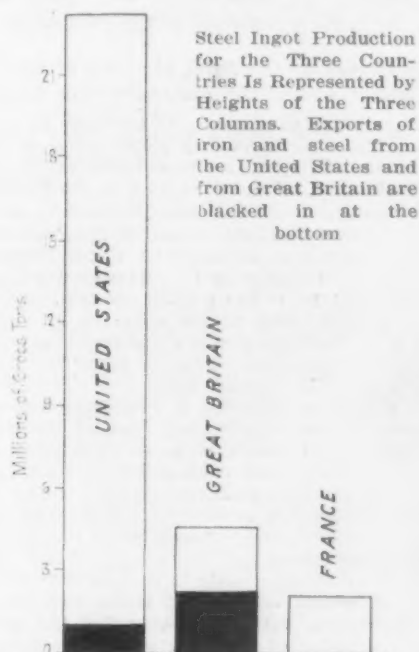 Steel Ingot Production
for the Three Coun-
tries Is Represented by
Heights of the Three
Columns. Exports of
iron and steel from
the United States and
from Great Britain are
blacked in at the
bottom
21
18
15
12
9
6
3
0
Millions of Gross Tons
UNITED STATES
GREAT BRITAIN
FRANCE